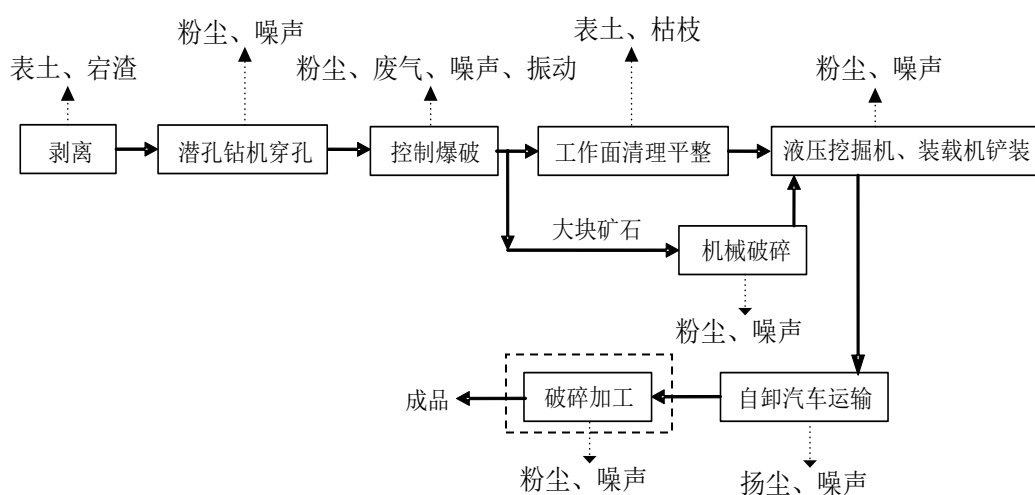 粉尘、噪声
表土、枯枝
表土、宕渣
粉尘、废气、噪声、振动
粉尘、噪声
剥离
潜孔钻机穿孔
控制爆破
工作面清理平整
液压挖掘机、装载机铲装
大块矿石
机械破碎
粉尘、噪声
成品
破碎加工
自卸汽车运输
粉尘、噪声
扬尘、噪声